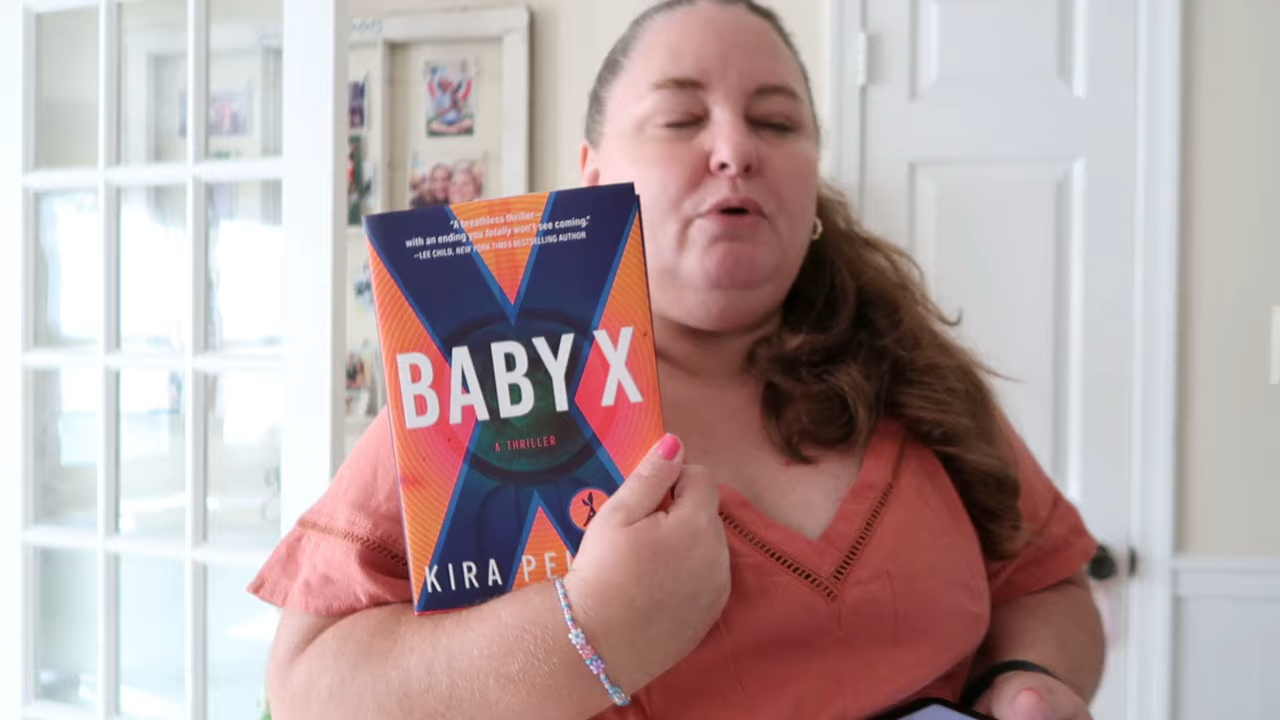 "A breathless thriller—
with an ending you totally won't see coming."
—LEE CHILD, NEW YORK TIMES BESTSELLING AUTHOR
BABY X
A THRILLER
KIRA PE